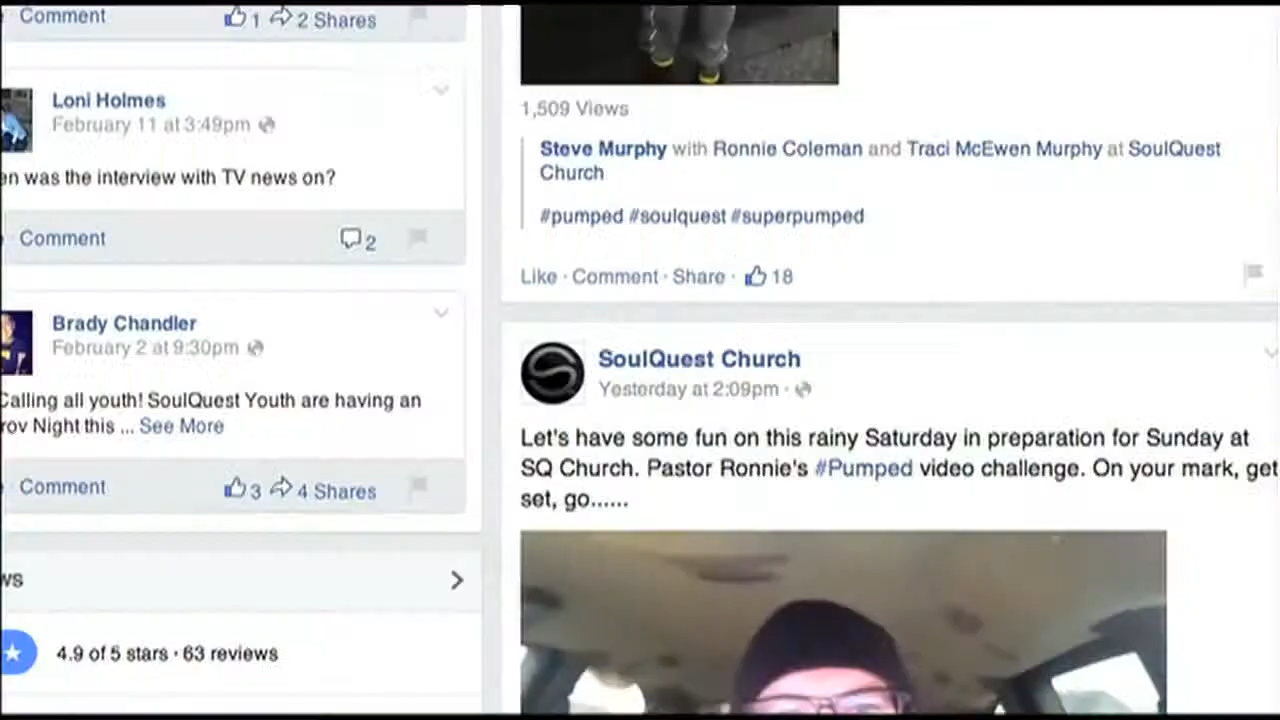 Comment 1 2 Shares
Loni Holmes
February 11 at 3:49pm
en was the interview with TV news on?
Comment 2
Brady Chandler
February 2 at 9:30pm
Calling all youth! SoulQuest Youth are having an
rov Night this ... See More
Comment 3 4 Shares
ws
4.9 of 5 stars · 63 reviews
1,509 Views
Steve Murphy with Ronnie Coleman and Traci McEwen Murphy at SoulQuest
Church
#pumped #soulquest #superpumped
Like · Comment · Share · 18
SoulQuest Church
Yesterday at 2:09pm ·
Let's have some fun on this rainy Saturday in preparation for Sunday at
SQ Church. Pastor Ronnie's #Pumped video challenge. On your mark, get
set, go......